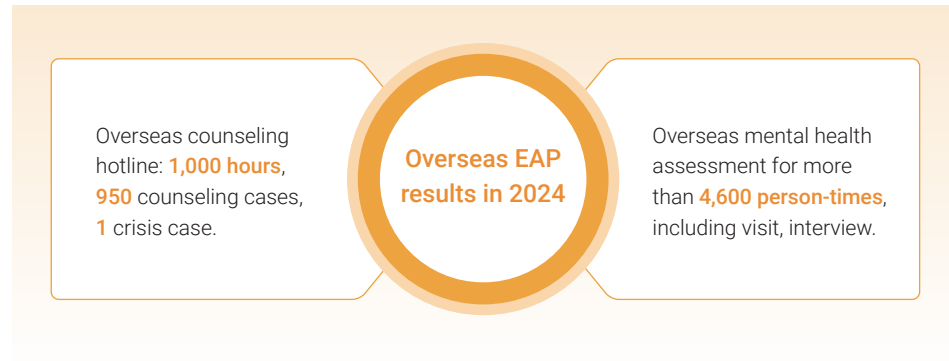 Overseas counseling
hotline: 1,000 hours,
950 counseling cases,
1 crisis case.
Overseas EAP
results in 2024
Overseas mental health
assessment for more
than 4,600 person-times,
including visit, interview.